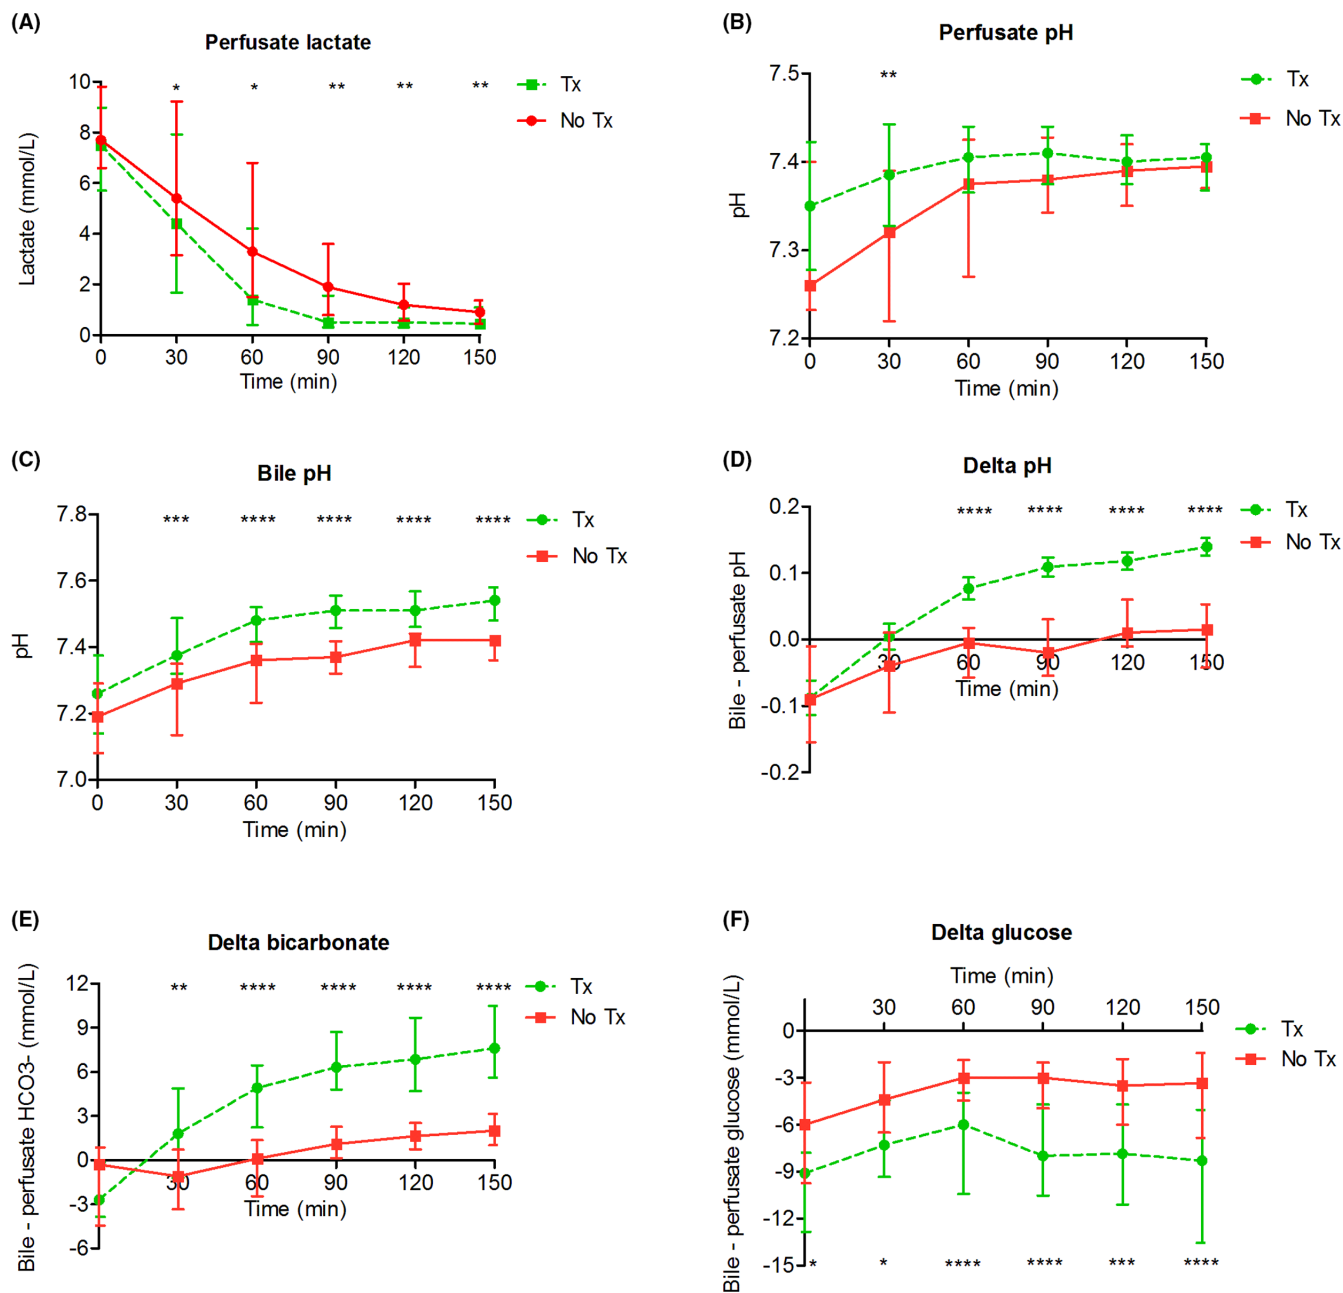 (A)
Perfusate lactate
* * ** ** **
Tx
No Tx
Lactate (mmol/L)
10
8
6
4
2
0
0 30 60 90 120 150
Time (min)
(B)
Perfusate pH
**
Tx
No Tx
pH
7.5
7.4
7.3
7.2
0 30 60 90 120 150
Time (min)
(C)
Bile pH
*** **** **** **** ****
Tx
No Tx
pH
7.8
7.6
7.4
7.2
7.0
0 30 60 90 120 150
Time (min)
(D)
Delta pH
**** **** **** ****
Tx
No Tx
Bile - perfusate pH
0.2
0.1
0.0
-0.1
-0.2
30 60 90 120 150
Time (min)
(E)
Delta bicarbonate
** **** **** **** ****
Tx
No Tx
Bile - perfusate HCO3- (mmol/L)
12
9
6
3
0
-3
-6
30 60 90 120 150
Time (min)
(F)
Delta glucose
Time (min)
30 60 90 120 150
Tx
No Tx
Bile - perfusate glucose (mmol/L)
0
-3
-6
-9
-12
-15
* * **** **** *** ****